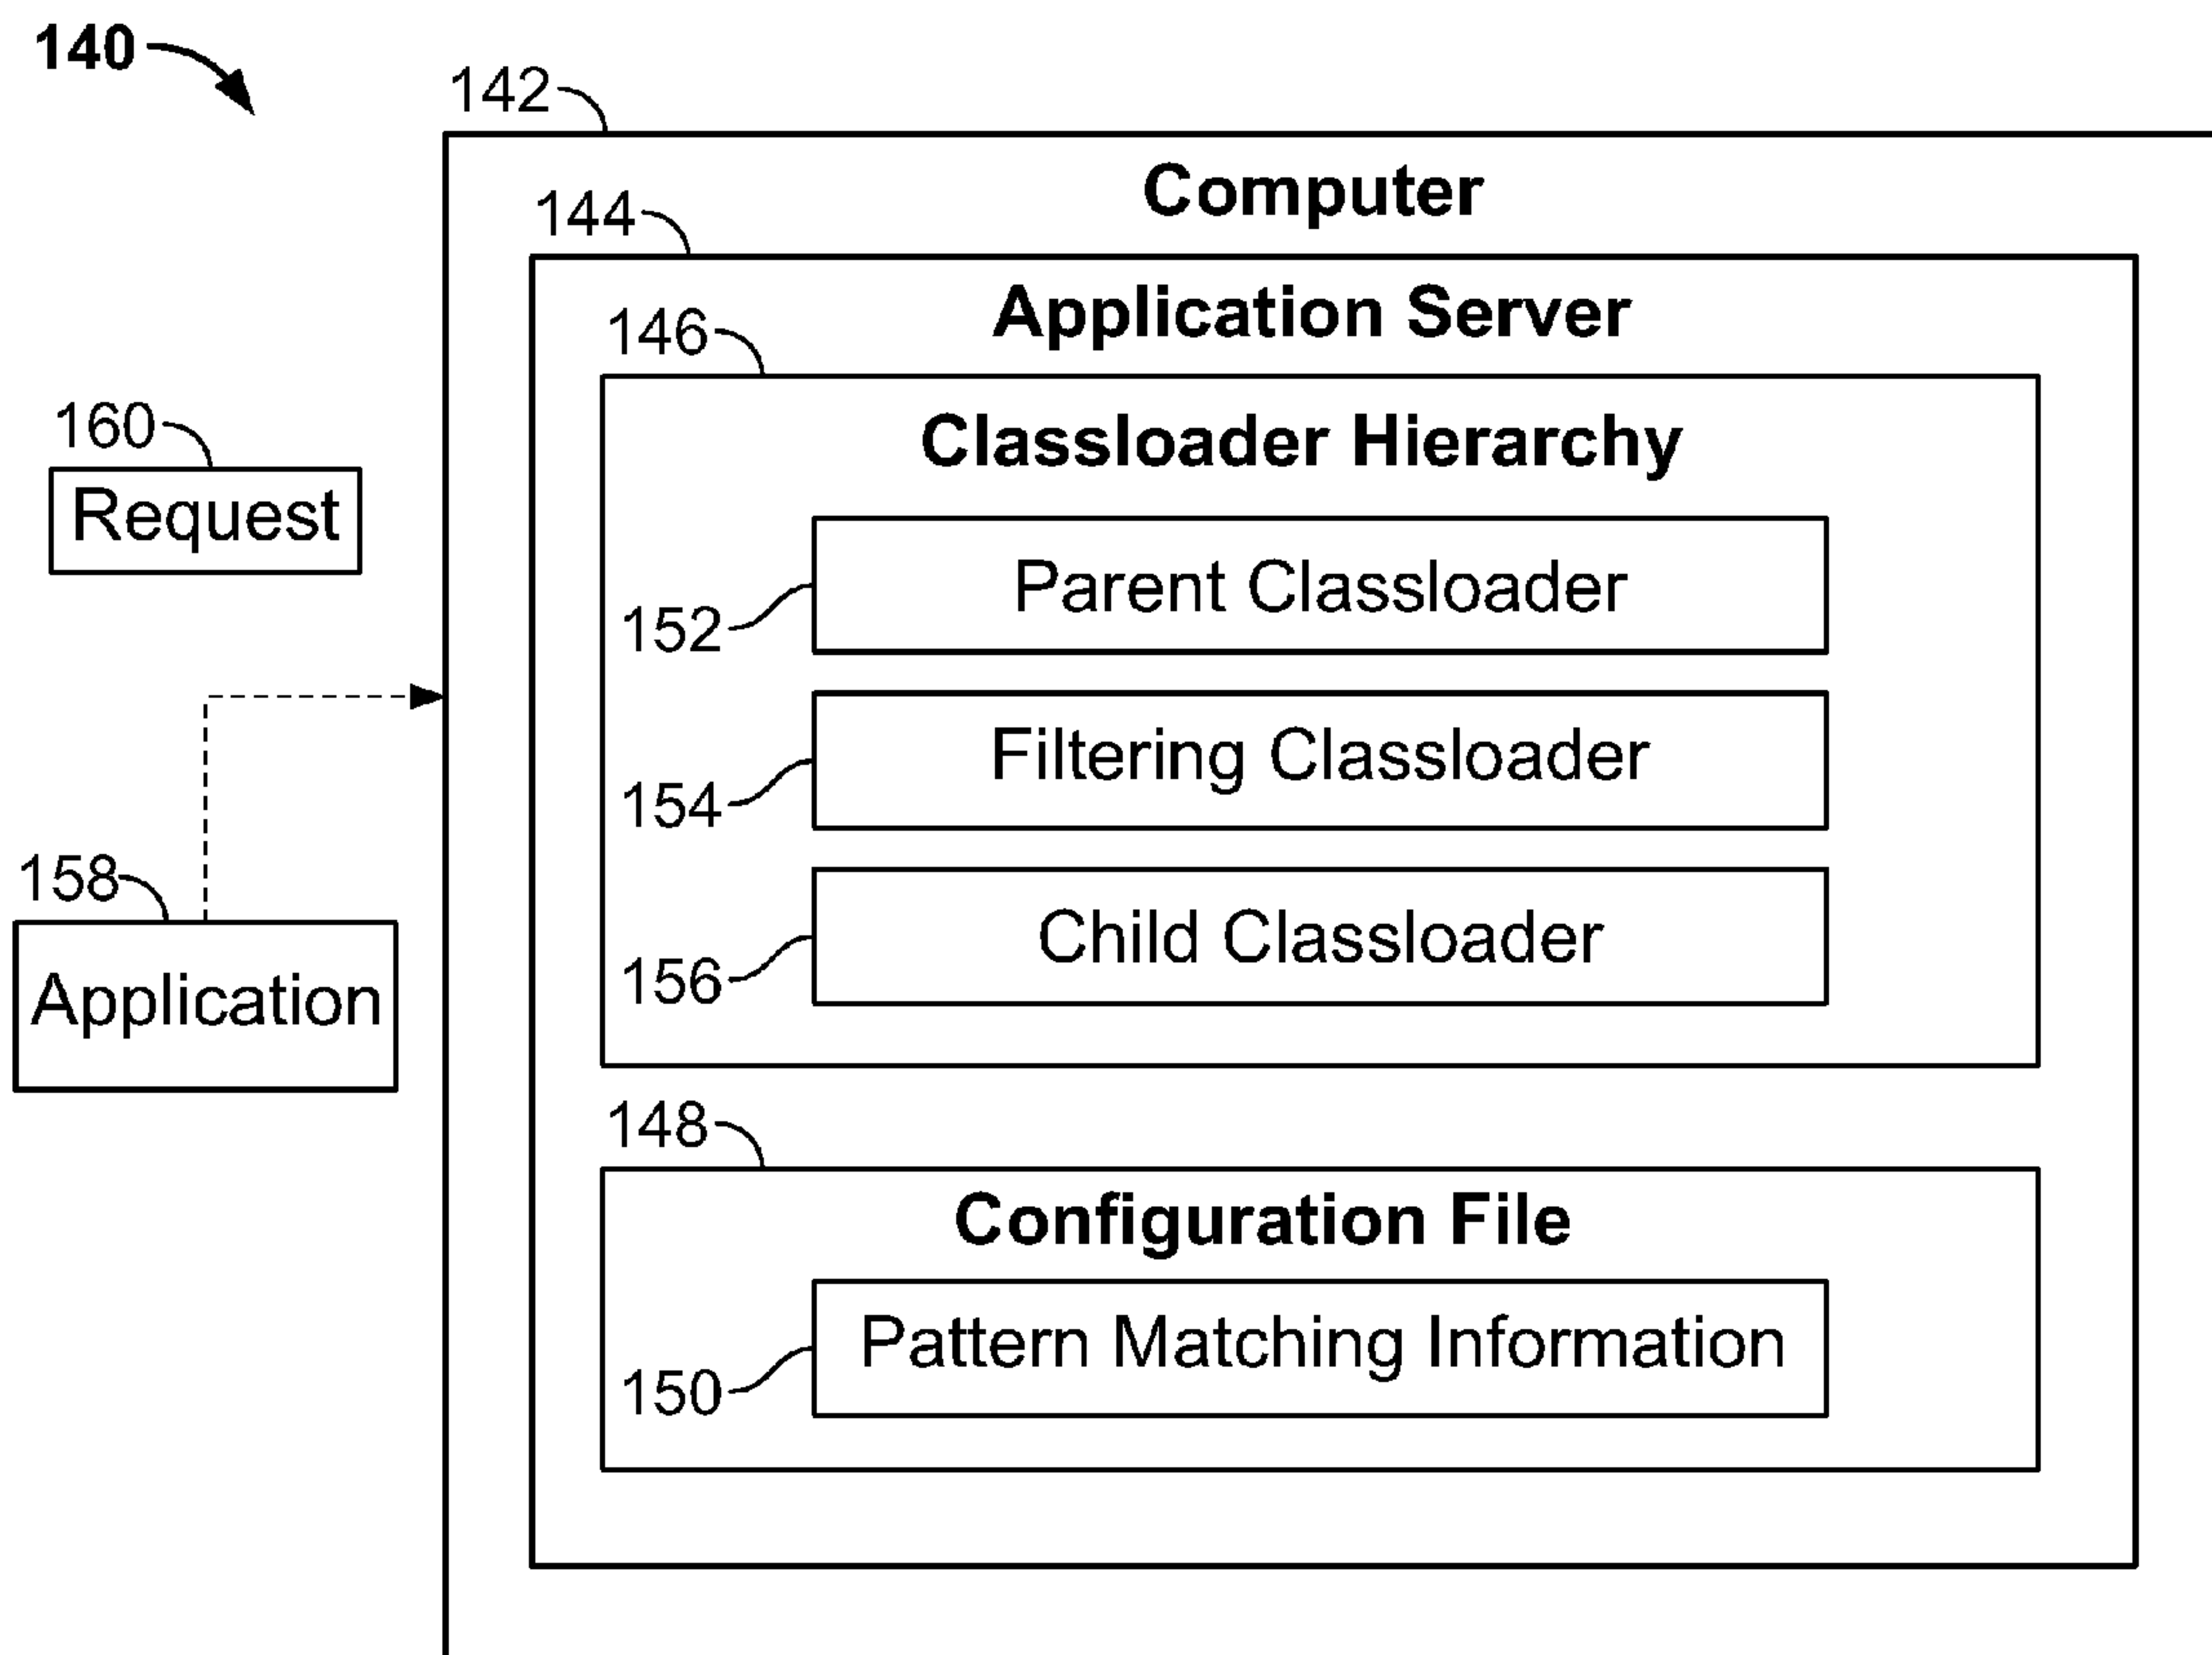 140
142
Computer
144
Application Server
146
Classloader Hierarchy
160
Request
Parent Classloader
152
Filtering Classloader
154
158
Application
Child Classloader
156
148
Configuration File
Pattern Matching Information
150